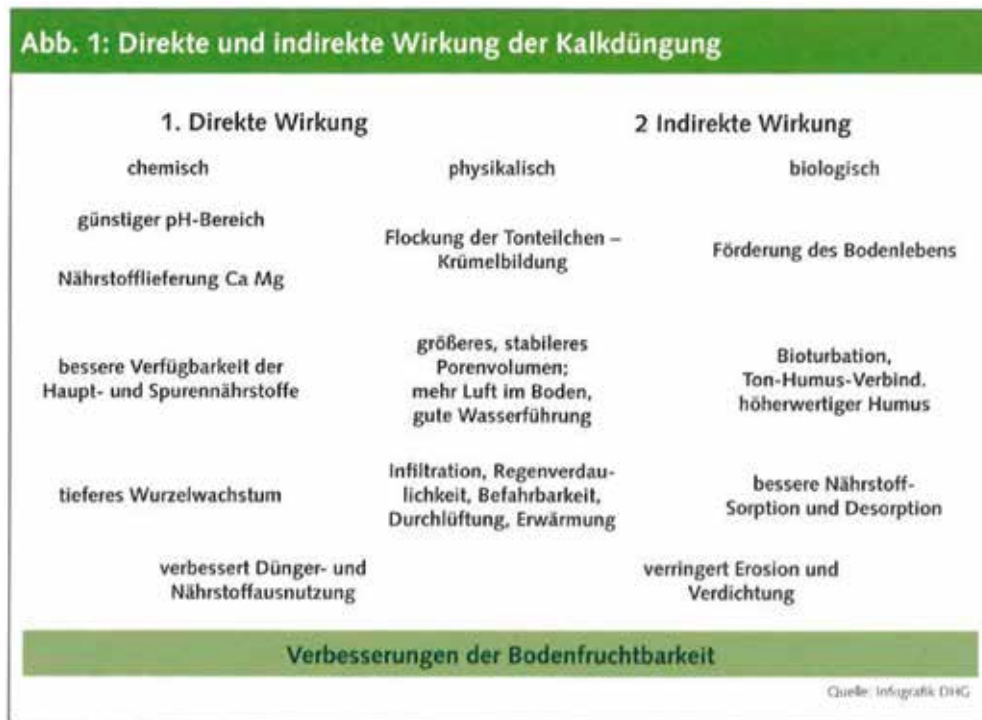 Abb. 1: Direkte und indirekte Wirkung der Kalkdüngung
1. Direkte Wirkung
2 Indirekte Wirkung
chemisch
physikalisch
biologisch
günstiger pH-Bereich
Flockung der Tonteilchen –
Krümelbildung
Förderung des Bodenlebens
Nährstofflieferung Ca Mg
bessere Verfügbarkeit der
Haupt- und Spurennährstoffe
größeres, stabileres
Porenvolumen;
mehr Luft im Boden,
gute Wasserführung
Bioturbation,
Ton-Humus-Verbind.
höherwertiger Humus
tieferes Wurzelwachstum
Infiltration, Regenverdau-
lichkeit, Befahrbarkeit,
Durchlüftung, Erwärmung
bessere Nährstoff-
Sorption und Desorption
verbessert Dünger- und
Nährstoffausnutzung
verringert Erosion und
Verdichtung
Verbesserungen der Bodenfruchtbarkeit
Quelle: Infografik DHG